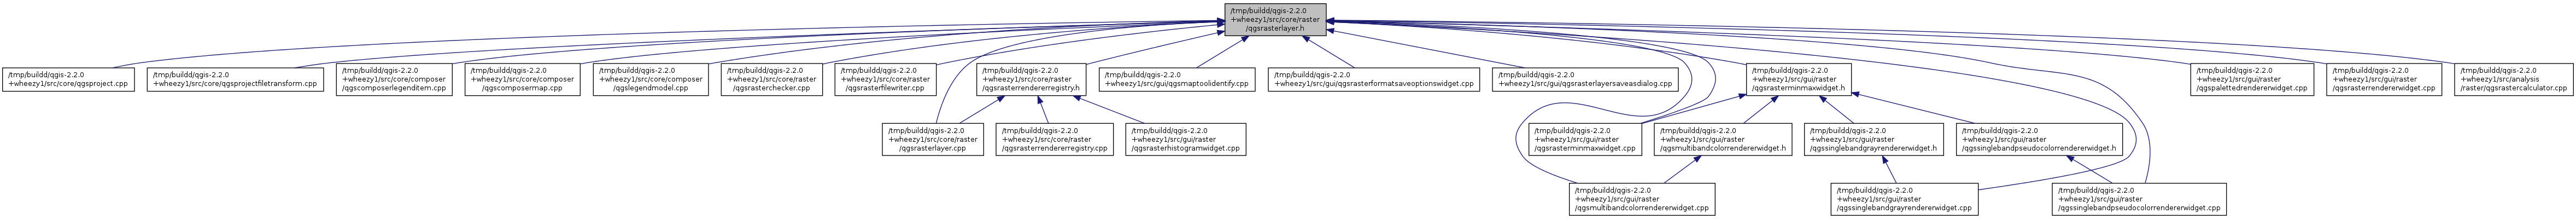 /tmp/buildd/qgis-2.2.0
+wheezy1/src/core/raster
/qgsrasterlayer.h
/tmp/buildd/qgis-2.2.0
+wheezy1/src/core/qgsproject.cpp
/tmp/buildd/qgis-2.2.0
+wheezy1/src/core/qgsprojectfiletransform.cpp
/tmp/buildd/qgis-2.2.0
+wheezy1/src/core/composer
/qgscomposerlegenditem.cpp
/tmp/buildd/qgis-2.2.0
+wheezy1/src/core/composer
/qgscomposermap.cpp
/tmp/buildd/qgis-2.2.0
+wheezy1/src/core/composer
/qgslegendmodel.cpp
/tmp/buildd/qgis-2.2.0
+wheezy1/src/core/raster
/qgsrasterchecker.cpp
/tmp/buildd/qgis-2.2.0
+wheezy1/src/core/raster
/qgsrasterfilewriter.cpp
/tmp/buildd/qgis-2.2.0
+wheezy1/src/core/raster
/qgsrasterrendererregistry.h
/tmp/buildd/qgis-2.2.0
+wheezy1/src/gui/qgsmaptoolidentify.cpp
/tmp/buildd/qgis-2.2.0
+wheezy1/src/gui/qgsrasterformatsaveoptionswidget.cpp
/tmp/buildd/qgis-2.2.0
+wheezy1/src/gui/qgsrasterlayersaveasdialog.cpp
/tmp/buildd/qgis-2.2.0
+wheezy1/src/gui/raster
/qgsrasterminmaxwidget.h
/tmp/buildd/qgis-2.2.0
+wheezy1/src/gui/raster
/qgspalettedrendererwidget.cpp
/tmp/buildd/qgis-2.2.0
+wheezy1/src/gui/raster
/qgsrasterrendererwidget.cpp
/tmp/buildd/qgis-2.2.0
+wheezy1/src/analysis
/raster/qgsrastercalculator.cpp
/tmp/buildd/qgis-2.2.0
+wheezy1/src/core/raster
/qgsrasterlayer.cpp
/tmp/buildd/qgis-2.2.0
+wheezy1/src/core/raster
/qgsrasterrendererregistry.cpp
/tmp/buildd/qgis-2.2.0
+wheezy1/src/gui/raster
/qgsrasterhistogramwidget.cpp
/tmp/buildd/qgis-2.2.0
+wheezy1/src/gui/raster
/qgsrasterminmaxwidget.cpp
/tmp/buildd/qgis-2.2.0
+wheezy1/src/gui/raster
/qgsmultibandcolorrendererwidget.h
/tmp/buildd/qgis-2.2.0
+wheezy1/src/gui/raster
/qgssinglebandgrayrendererwidget.h
/tmp/buildd/qgis-2.2.0
+wheezy1/src/gui/raster
/qgssinglebandpseudocolorrendererwidget.h
/tmp/buildd/qgis-2.2.0
+wheezy1/src/gui/raster
/qgsmultibandcolorrendererwidget.cpp
/tmp/buildd/qgis-2.2.0
+wheezy1/src/gui/raster
/qgssinglebandgrayrendererwidget.cpp
/tmp/buildd/qgis-2.2.0
+wheezy1/src/gui/raster
/qgssinglebandpseudocolorrendererwidget.cpp